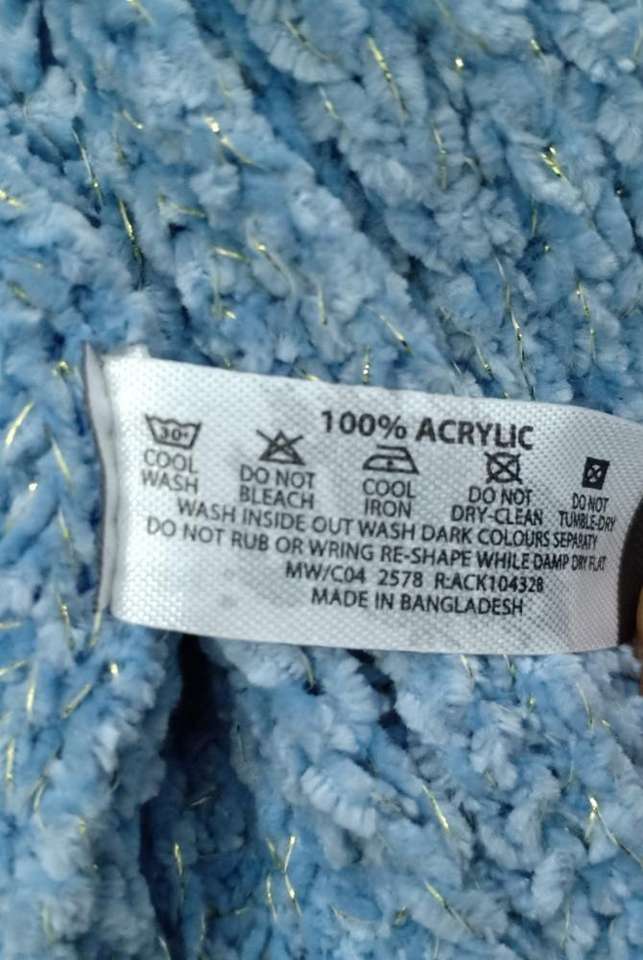 100% ACRYLIC
30°
COOL WASH
DO NOT BLEACH
COOL IRON
DO NOT DRY-CLEAN
DO NOT TUMBLE-DRY
WASH INSIDE OUT WASH DARK COLOURS SEPARATY
DO NOT RUB OR WRING RE-SHAPE WHILE DAMP DRY FLAT
MW/C04 2578 R:ACK104328
MADE IN BANGLADESH